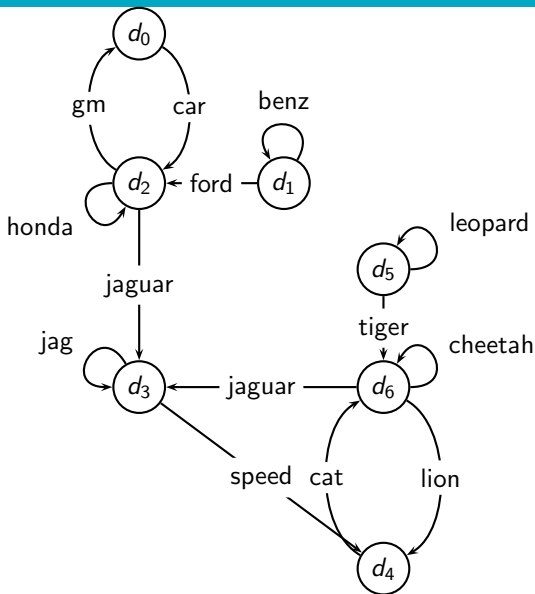 d0
gm
car
benz
d2
ford
d1
honda
leopard
d5
jaguar
tiger
jag
cheetah
d3
jaguar
d6
speed
cat
lion
d4